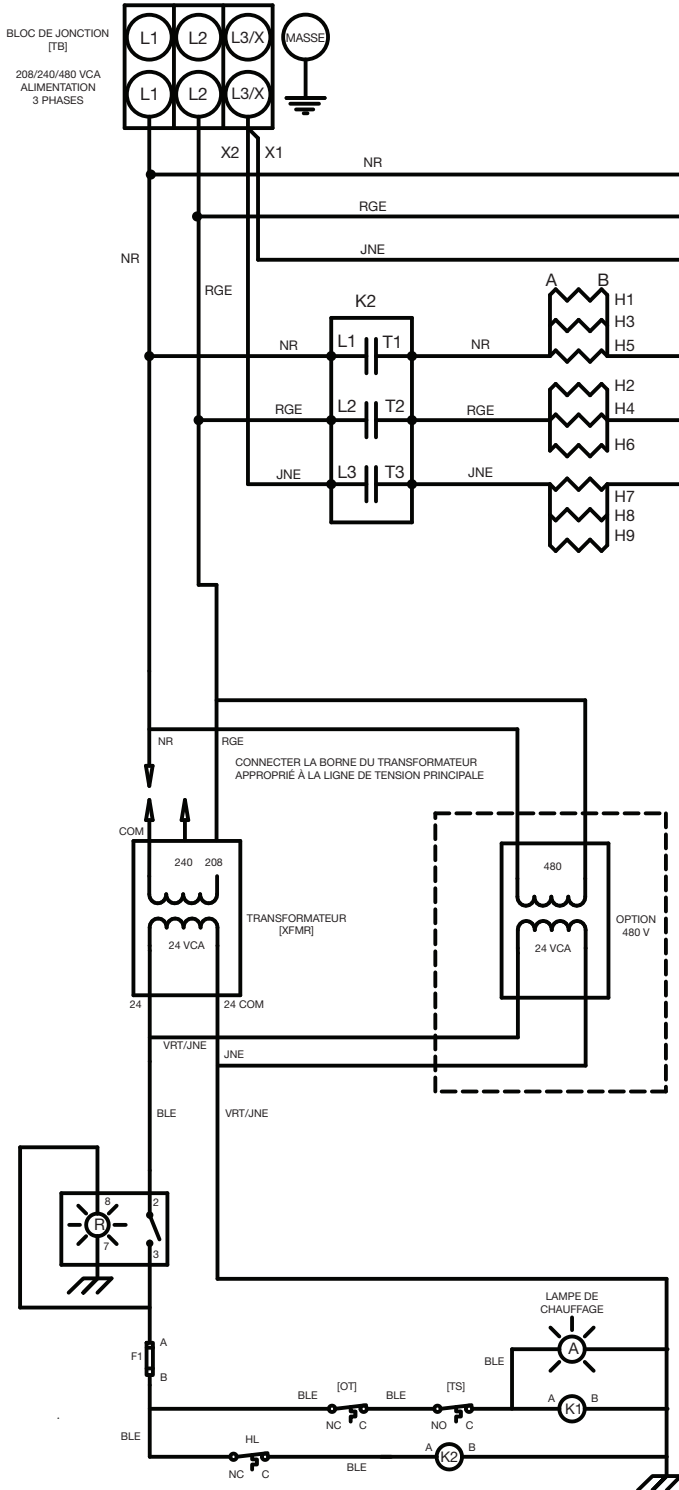 BLOC DE JONCTION
[TB]
208/240/480 VCA
ALIMENTATION
3 PHASES
L1 L2 L3/X MASSE
L1 L2 L3/X
X2 X1
NR
RGE
JNE
NR
RGE
K2
A B
H1
H3
H5
NR L1 T1 NR
H2
H4
H6
RGE L2 T2 RGE
JNE L3 T3 JNE
H7
H8
H9
NR RGE
CONNECTER LA BORNE DU TRANSFORMATEUR
APPROPRIÉ À LA LIGNE DE TENSION PRINCIPALE
COM
240 208
480
TRANSFORMATEUR
[XFMR]
OPTION
480 V
24 VCA
24 VCA
24 24 COM
VRT/JNE
JNE
BLE VRT/JNE
8 2
R
7 3
LAMPE DE
CHAUFFAGE
A
F1
A
B
BLE
BLE [OT] BLE [TS]
NC C NO C
A K1 B
BLE HL
NC C BLE
A K2 B